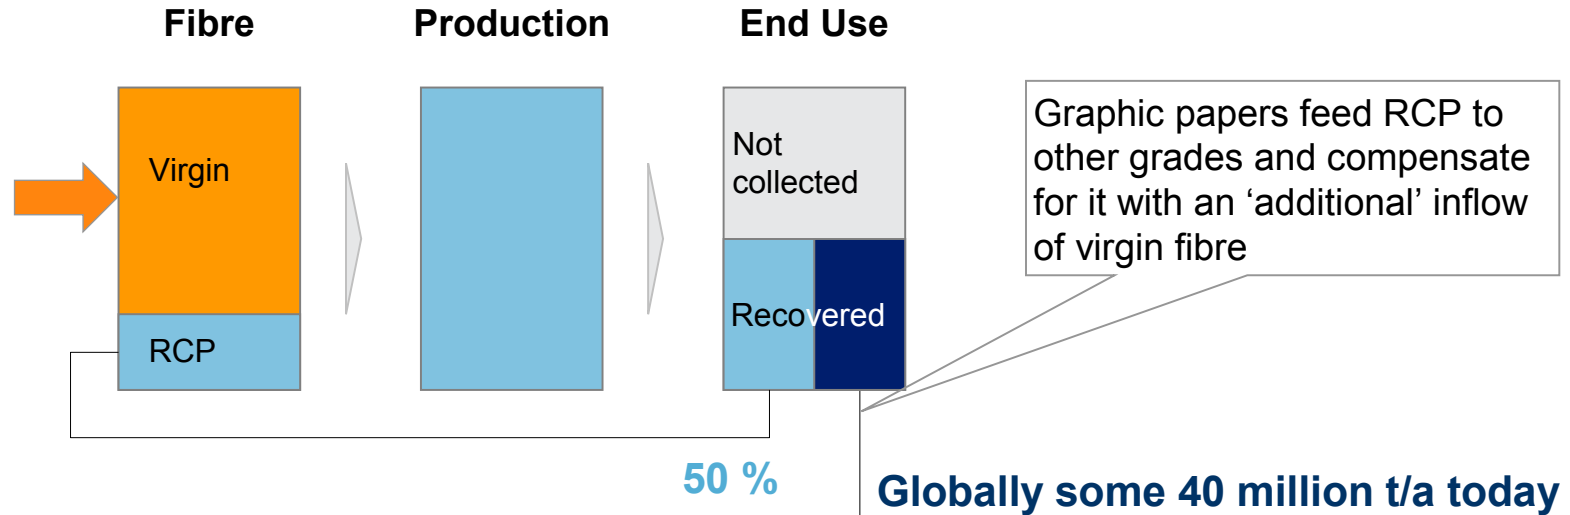 Fibre
Production
End Use
Virgin
RCP
Not
collected
Recovered
Graphic papers feed RCP to
other grades and compensate
for it with an ‘additional’ inflow
of virgin fibre
50 %
Globally some 40 million t/a today